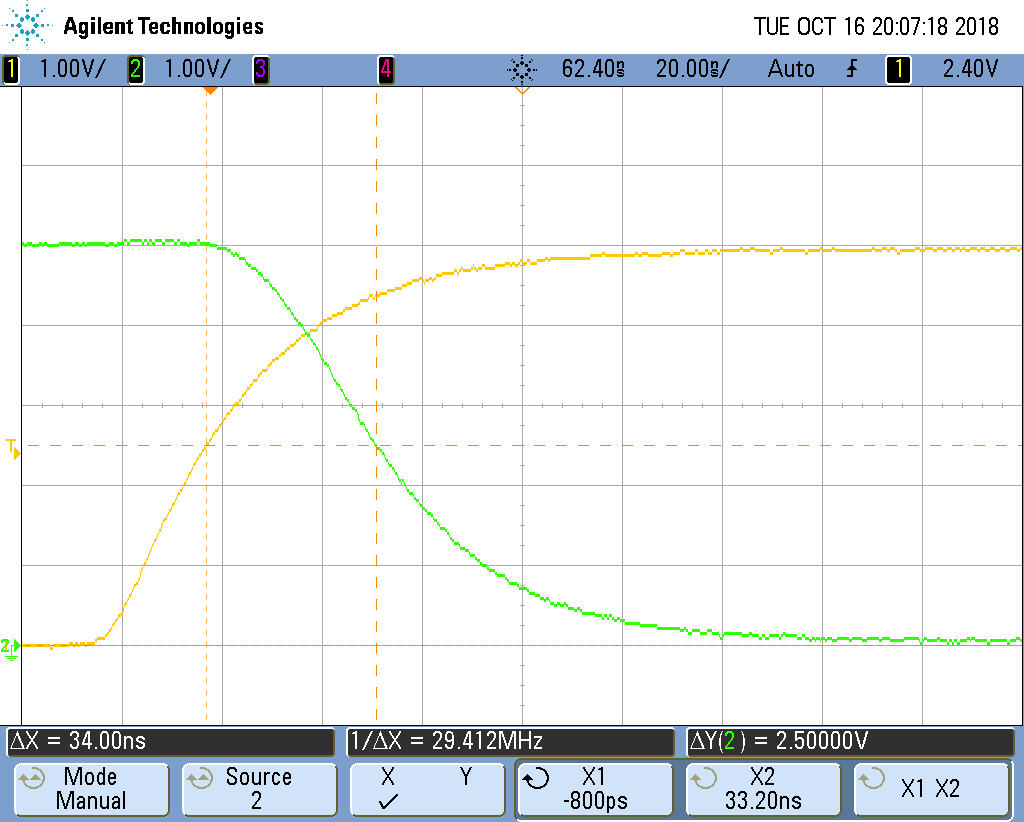 Agilent Technologies TUE OCT 16 20:07:18 2018
1 1.00V/ 2 1.00V/ 3 4 62.40ns 20.00ns/ Auto 1 2.40V
T
2
ΔX = 34.00ns 1/ΔX = 29.412MHz ΔY(2) = 2.50000V
Mode Source X Y X1 X2 X1 X2
Manual 2 -800ps 33.20ns